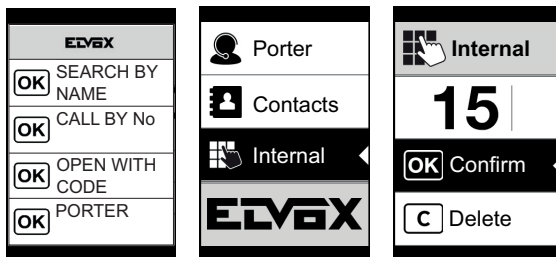 ELVOX
OK SEARCH BY
NAME
OK CALL BY No
OK OPEN WITH
CODE
OK PORTER
Porter
Contacts
Internal
ELVOX
Internal
15
OK Confirm
C Delete